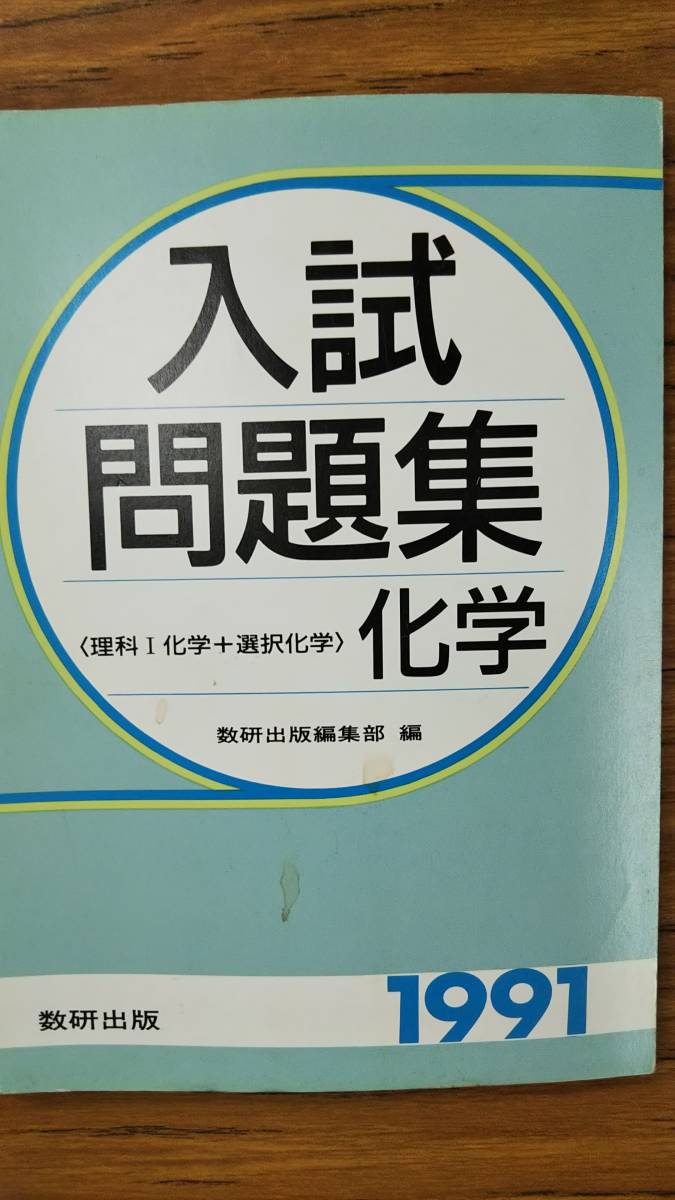 入試
問題集
〈理科Ⅰ化学＋選択化学〉 化学
数研出版編集部 編
数研出版
1991